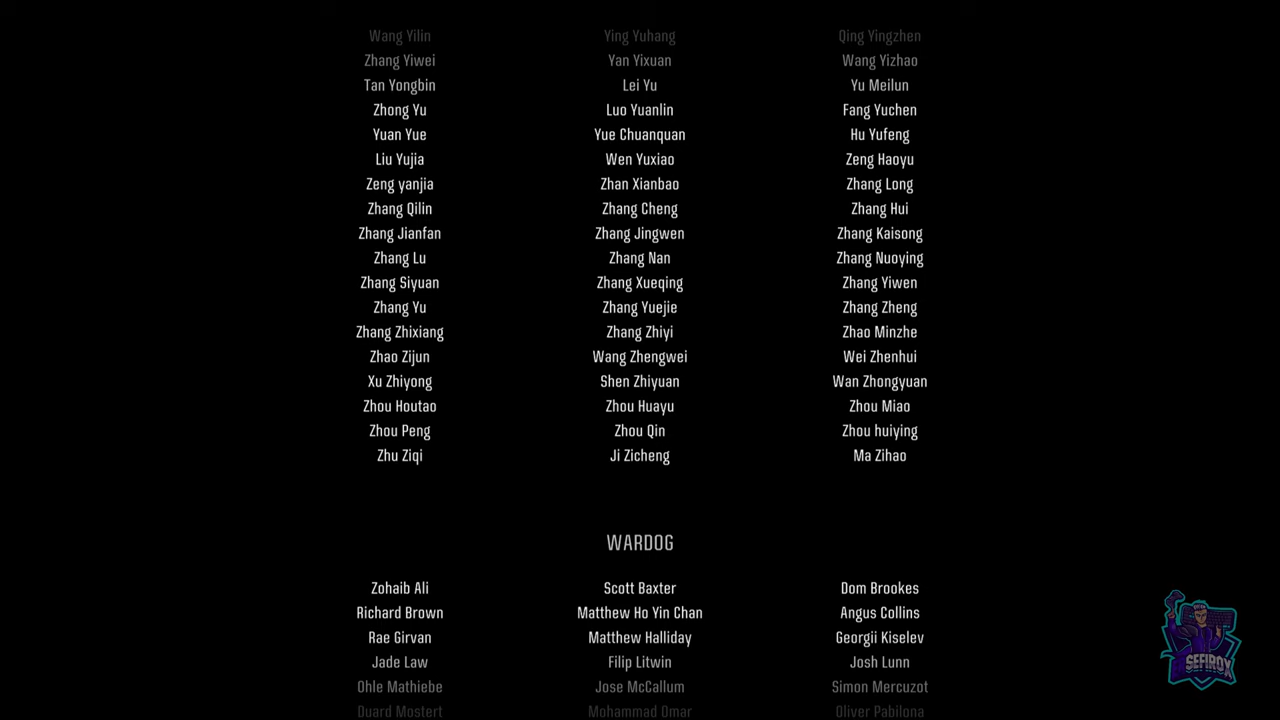 Wang Yilin Ying Yuhang Qing Yingzhen
Zhang Yiwei Yan Yixuan Wang Yizhao
Tan Yongbin Lei Yu Yu Meilun
Zhong Yu Luo Yuanlin Fang Yuchen
Yuan Yue Yue Chuanquan Hu Yufeng
Liu Yujia Wen Yuxiao Zeng Haoyu
Zeng yanjia Zhan Xianbao Zhang Long
Zhang Qilin Zhang Cheng Zhang Hui
Zhang Jianfan Zhang Jingwen Zhang Kaisong
Zhang Lu Zhang Nan Zhang Nuoying
Zhang Siyuan Zhang Xueqing Zhang Yiwen
Zhang Yu Zhang Yuejie Zhang Zheng
Zhang Zhixiang Zhang Zhiyi Zhao Minzhe
Zhao Zijun Wang Zhengwei Wei Zhenhui
Xu Zhiyong Shen Zhiyuan Wan Zhongyuan
Zhou Houtao Zhou Huayu Zhou Miao
Zhou Peng Zhou Qin Zhou huiying
Zhu Ziqi Ji Zicheng Ma Zihao
WARDOG
Zohaib Ali Scott Baxter Dom Brookes
Richard Brown Matthew Ho Yin Chan Angus Collins
Rae Girvan Matthew Halliday Georgii Kiselev
Jade Law Filip Litwin Josh Lunn
Ohle Mathiebe Jose McCallum Simon Mercuzot
Duard Mostert Mohammad Omar Oliver Pabilona
SEFIROX